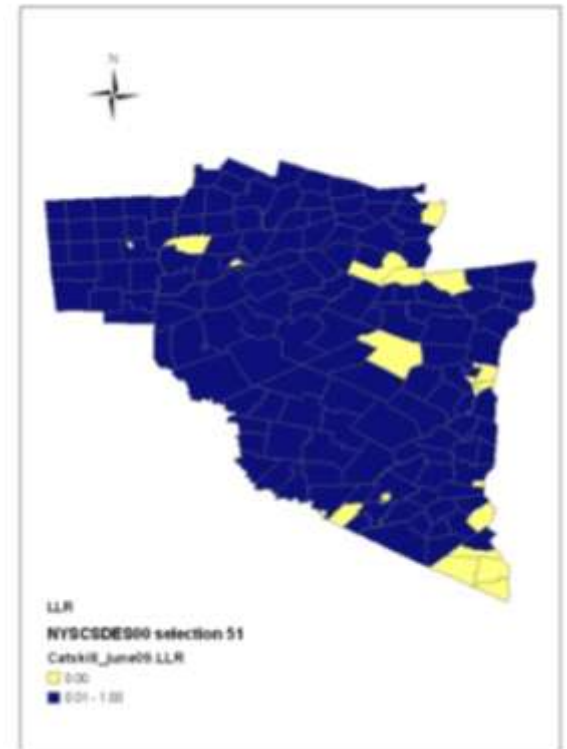 N
LLR
NYSCSDES00 selection 51
Catskill_june09.LLR
0.00
0.01 - 1.00